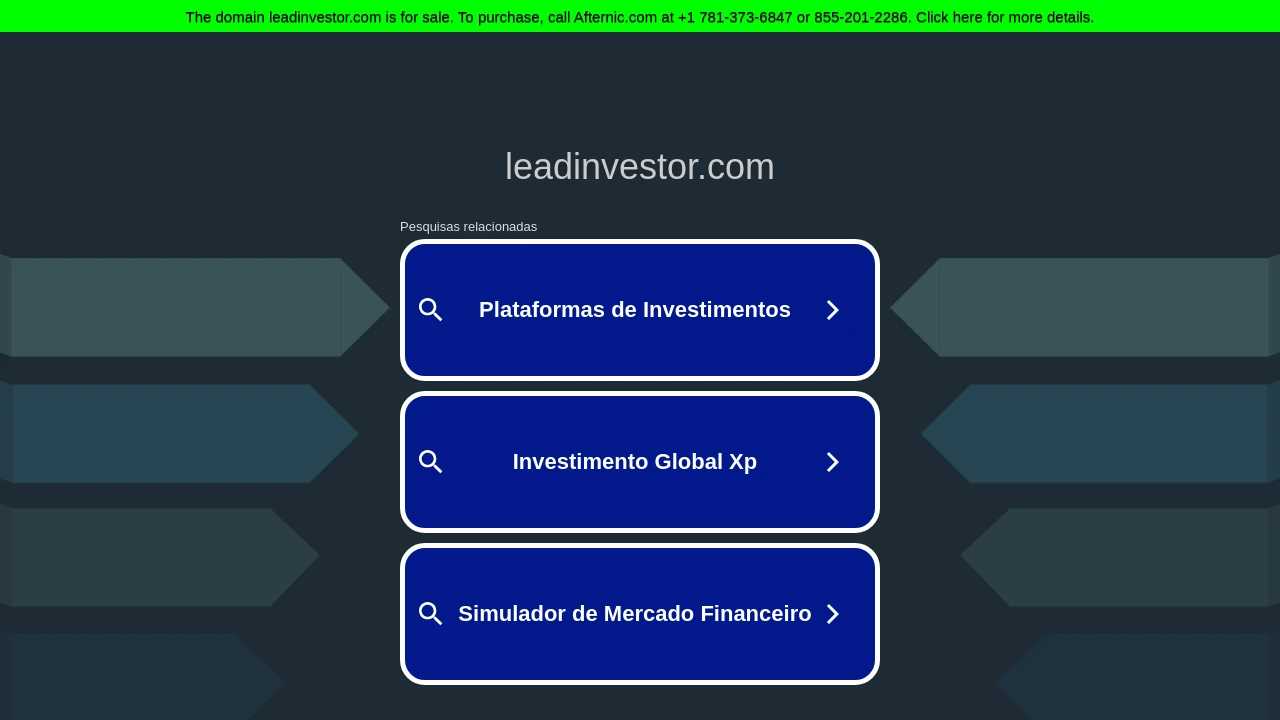 The domain leadinvestor.com is for sale. To purchase, call Afternic.com at +1 781-373-6847 or 855-201-2286. Click here for more details.
leadinvestor.com
Pesquisas relacionadas
Plataformas de Investimentos
Investimento Global Xp
Simulador de Mercado Financeiro